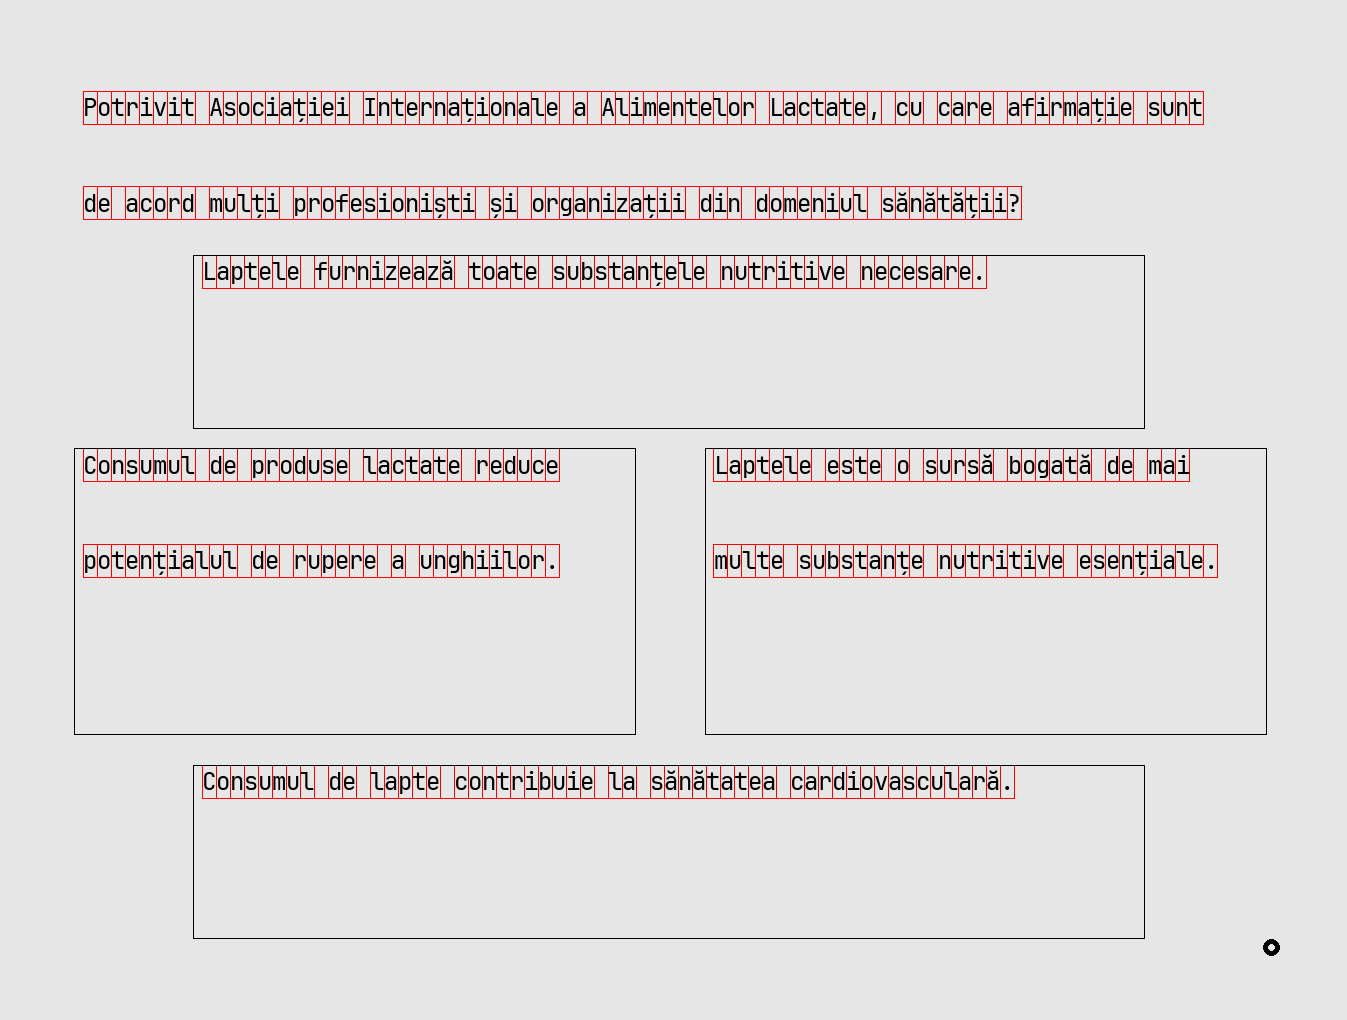 Potrivit Asociației Internaționale a Alimentelor Lactate, cu care afirmație sunt
de acord mulți profesioniști și organizații din domeniul sănătății?
Laptele furnizează toate substanțele nutritive necesare.
Consumul de produse lactate reduce
potențialul de rupere a unghiilor.
Laptele este o sursă bogată de mai
multe substanțe nutritive esențiale.
Consumul de lapte contribuie la sănătatea cardiovasculară.